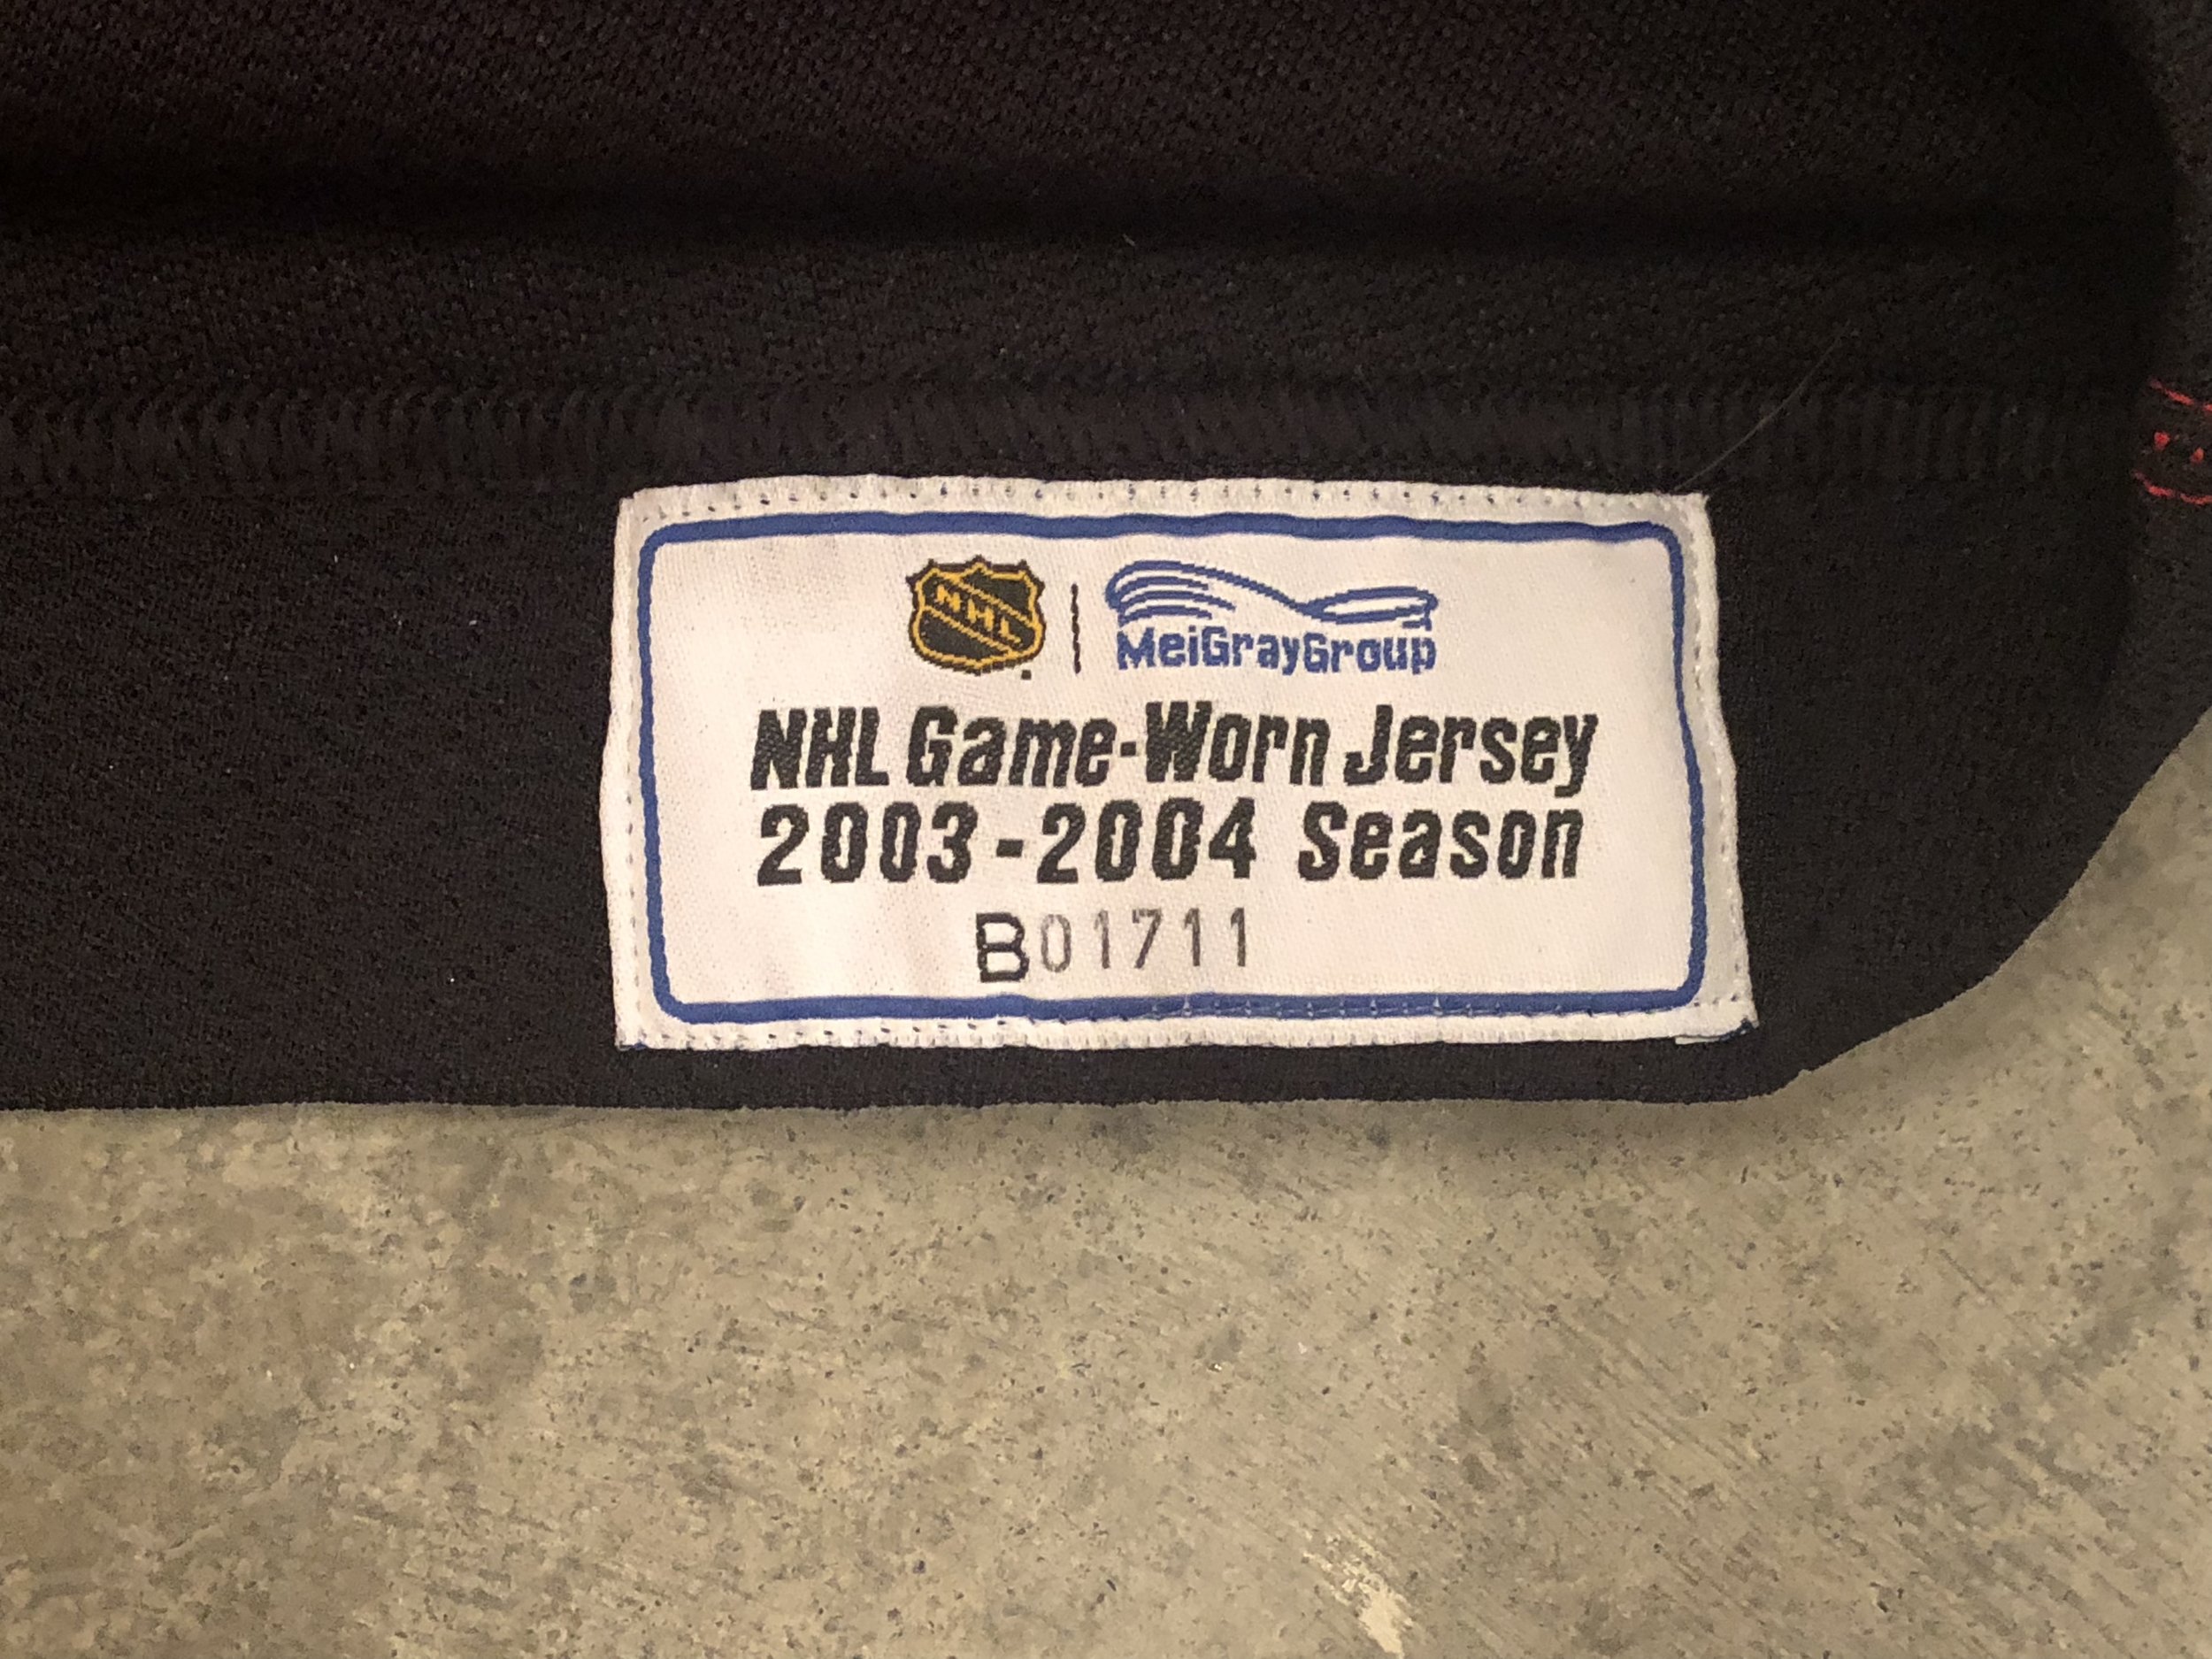 NHL
MeiGrayGroup
NHL Game-Worn Jersey
2003-2004 Season
B01711